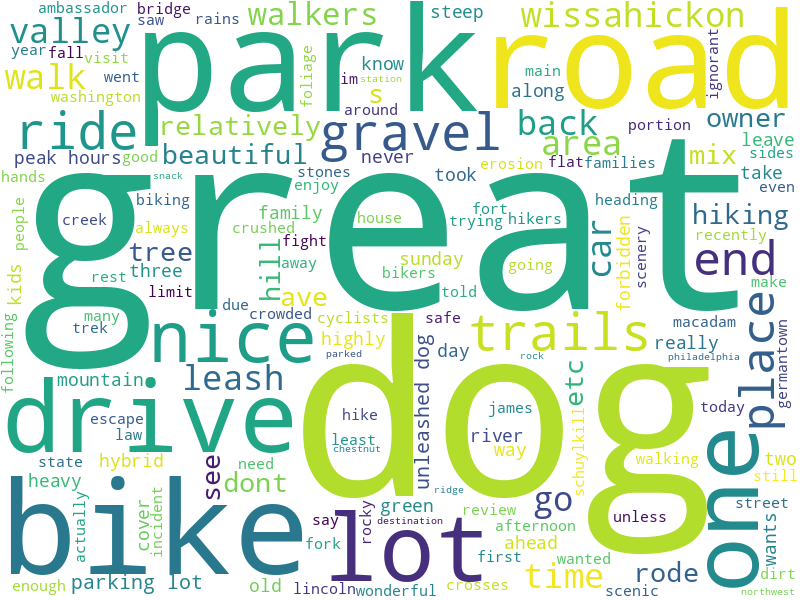 ambassador
bridge
saw
rains
walkers
steep
wissahickon
valley
park
road
year
fall
visit
foliage
know
main
ignorant
walk
went
im
station
s
along
washington
around
ride
relatively
gravel
back
portion
owner
area
peak hours
good
beautiful
never
erosion
flat
families
mix
leave
sides
hands
snack
stones
took
take
even
great
enjoy
biking
family
house
fort
hikers
heading
hiking
people
creek
always
crushed
trying
forbidden
scenery
recently
kids
tree
fight
hill
away
sunday
going
car
end
rest
three
bikers
limit
ave
told
make
many
due
crowded
cyclists
safe
trails
macadam
place
trek
nice
dog
highly
unleashed dog
day
really
following
parked
rock
philadelphia
germantown
mountain
leash
etc
drive
hike
james
schuylkill
today
escape
law
least
chestnut
river
way
walking
two
state
hybrid
see
need
ridge
still
heavy
dont
one
bike
lot
destination
green
go
unless
street
actually
cover
incident
say
rocky
review
afternoon
wants
fork
first
ahead
wanted
enough
parking lot
old
lincoln
wonderful
crosses
time
scenic
rode
dirt
northwest